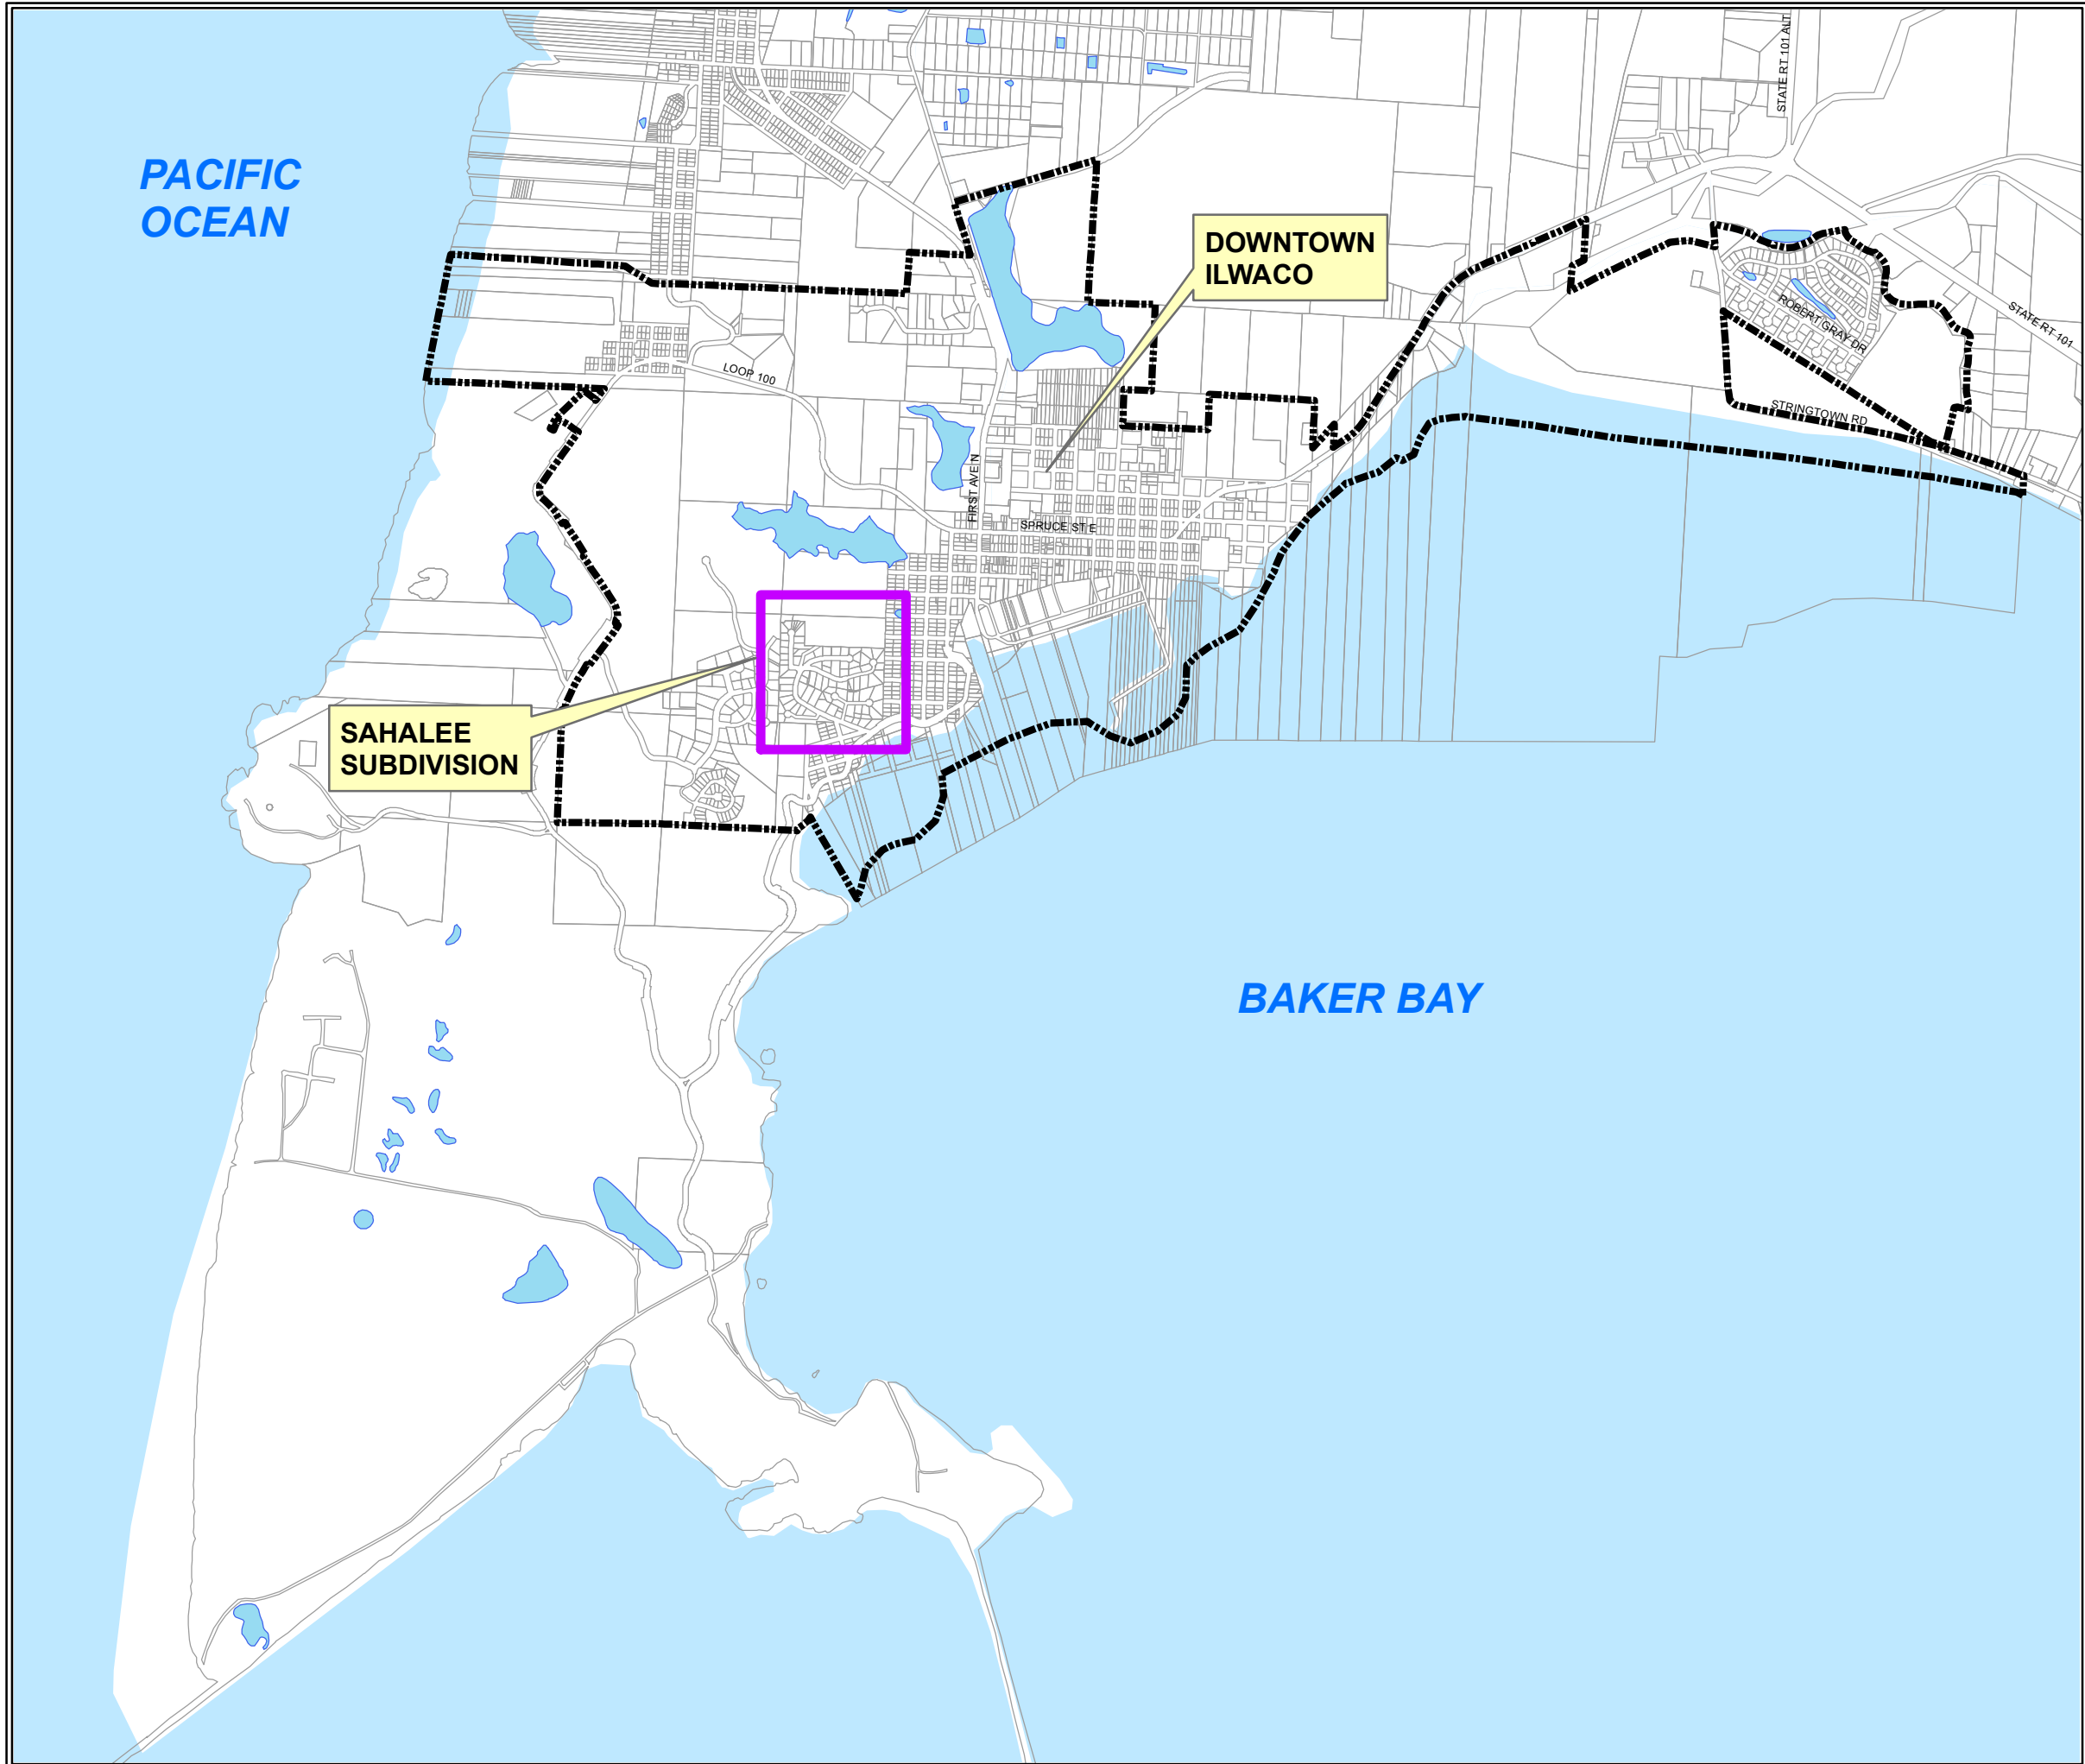 STATE RT 101 ALT
PACIFIC
OCEAN
DOWNTOWN
ILWACO
ROBERT GRAY DR
STATE RT 101
LOOP 100
STRINGTOWN RD
FIRST AVE N
SPRUCE ST E
SAHALEE
SUBDIVISION
BAKER BAY